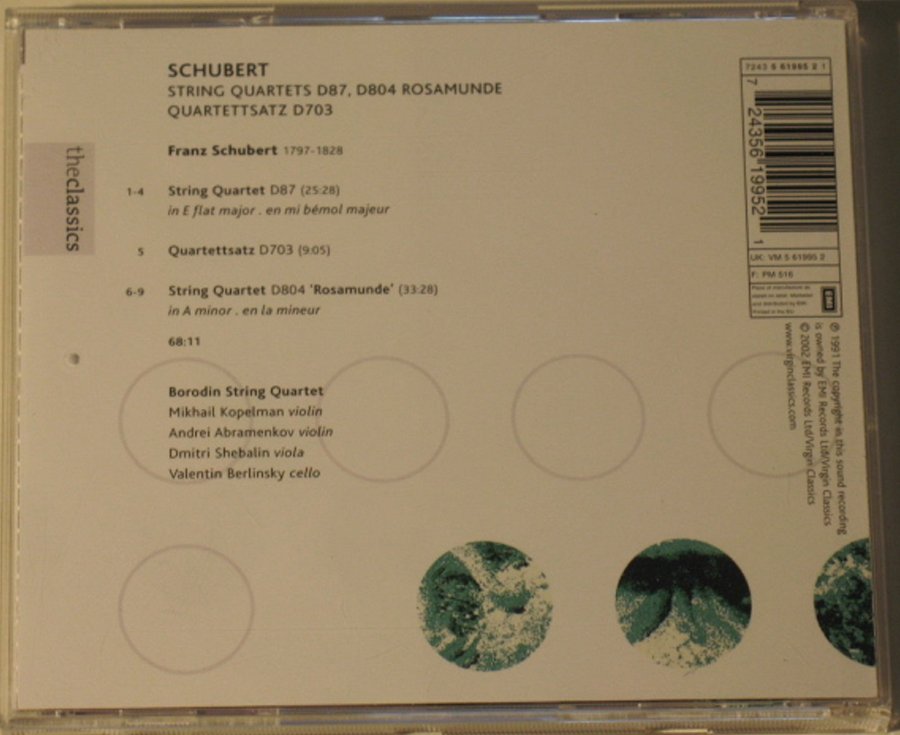 SCHUBERT
STRING QUARTETS D87, D804 ROSAMUNDE
QUARTETTSATZ D703
Franz Schubert 1797-1828
1-4 String Quartet D87 (25:28)
in E flat major . en mi bémol majeur
5 Quartettsatz D703 (9:05)
6-9 String Quartet D804 'Rosamunde' (33:28)
in A minor . en la mineur
68:11
Borodin String Quartet
Mikhail Kopelman violin
Andrei Abramenkov violin
Dmitri Shebalin viola
Valentin Berlinsky cello
theclassics
7243 5 61995 2 1
7 24356 19952 1
UK: VM 5 61995 2
F: PM 516
EMI
℗ 1991 The copyright in this sound recording
is owned by EMI Records Ltd/Virgin Classics
© 2002 EMI Records Ltd/Virgin Classics
www.virginclassics.com